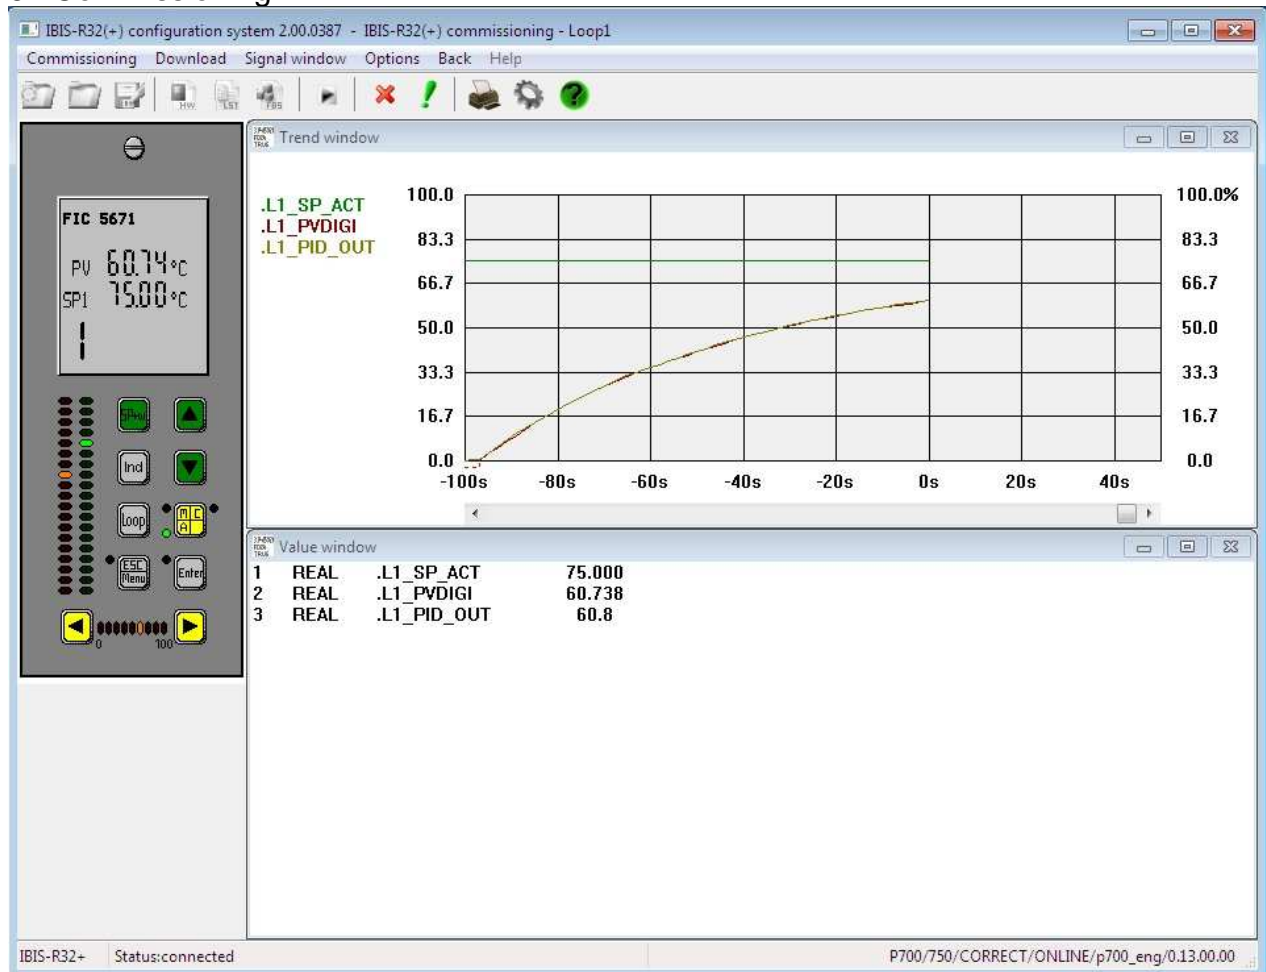 IBIS-R32(+) configuration system 2.00.0387 - IBIS-R32(+) commissioning - Loop1
Commissioning Download Signal window Options Back Help
HW LST FBS
Trend window
FIC 5671
PV 60.74°C
SP1 75.00°C
1
SP-w
Ind
Loop
M C
A
ESC
Menu
Enter
0 100
.L1_SP_ACT
.L1_PVDIGI
.L1_PID_OUT
100.0 100.0%
83.3 83.3
66.7 66.7
50.0 50.0
33.3 33.3
16.7 16.7
0.0 0.0
-100s -80s -60s -40s -20s 0s 20s 40s
Value window
1 REAL .L1_SP_ACT 75.000
2 REAL .L1_PVDIGI 60.738
3 REAL .L1_PID_OUT 60.8
IBIS-R32+ Status:connected P700/750/CORRECT/ONLINE/p700_eng/0.13.00.00